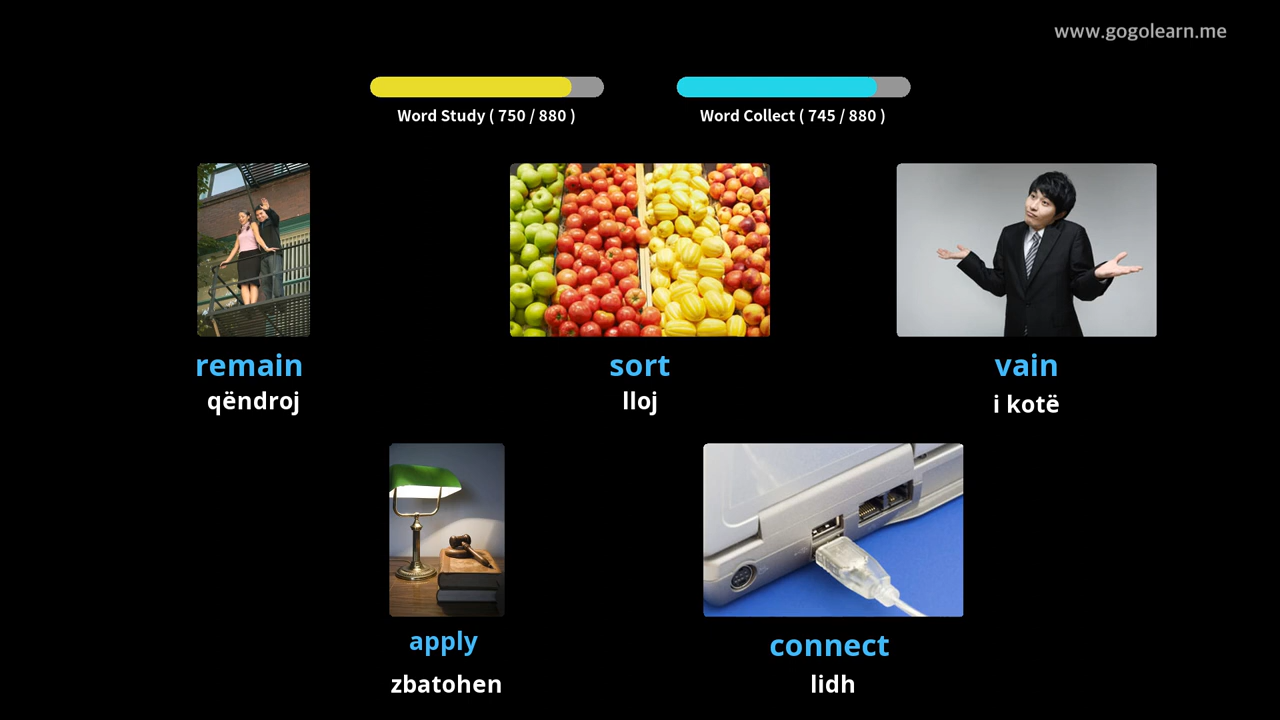 www.gogolearn.me
Word Study ( 750 / 880 )
Word Collect ( 745 / 880 )
remain
qëndroj
sort
lloj
vain
i kotë
apply
zbatohen
connect
lidh